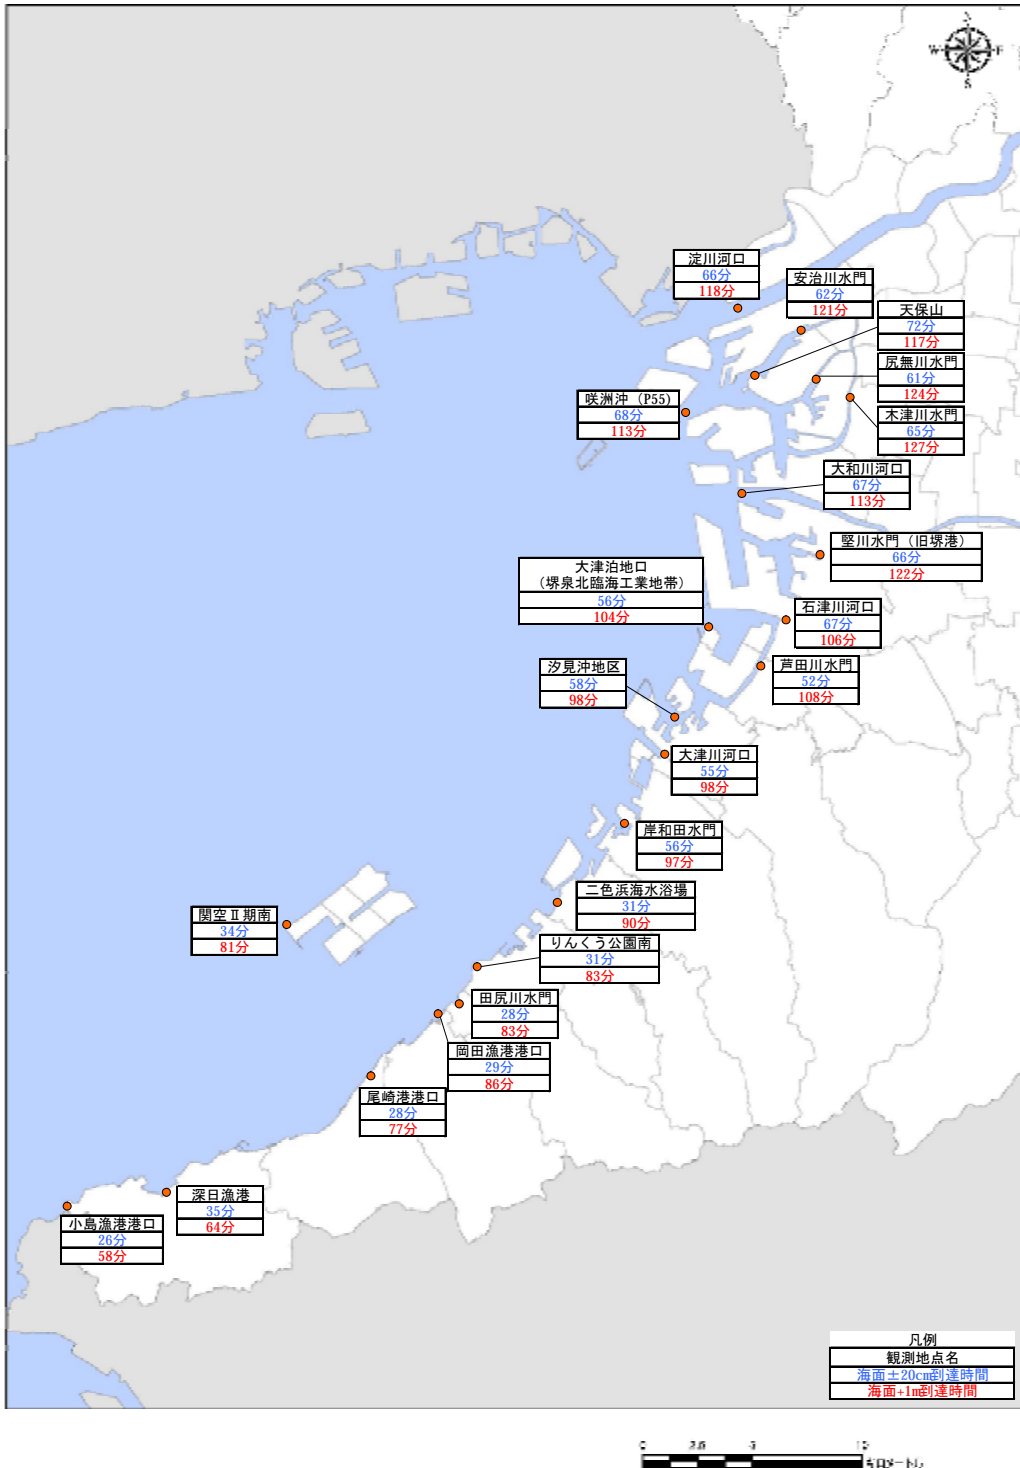 N
W
E
S
淀川河口
66分
118分
安治川水門
62分
121分
天保山
72分
117分
尻無川水門
61分
124分
咲洲沖（P55）
68分
113分
木津川水門
65分
127分
大和川河口
67分
113分
堅川水門（旧堺港）
66分
122分
大津泊地口
（堺泉北臨海工業地帯）
56分
104分
石津川河口
67分
106分
汐見沖地区
58分
98分
芦田川水門
52分
108分
大津川河口
55分
98分
岸和田水門
56分
97分
二色浜海水浴場
31分
90分
関空Ⅱ期南
34分
81分
りんくう公園南
31分
83分
田尻川水門
28分
83分
岡田漁港港口
29分
86分
尾崎港港口
28分
77分
深日漁港
35分
64分
小島漁港港口
26分
58分
凡例
観測地点名
海面±20cm到達時間
海面+1m到達時間
0 2.5 5 10
キロメートル